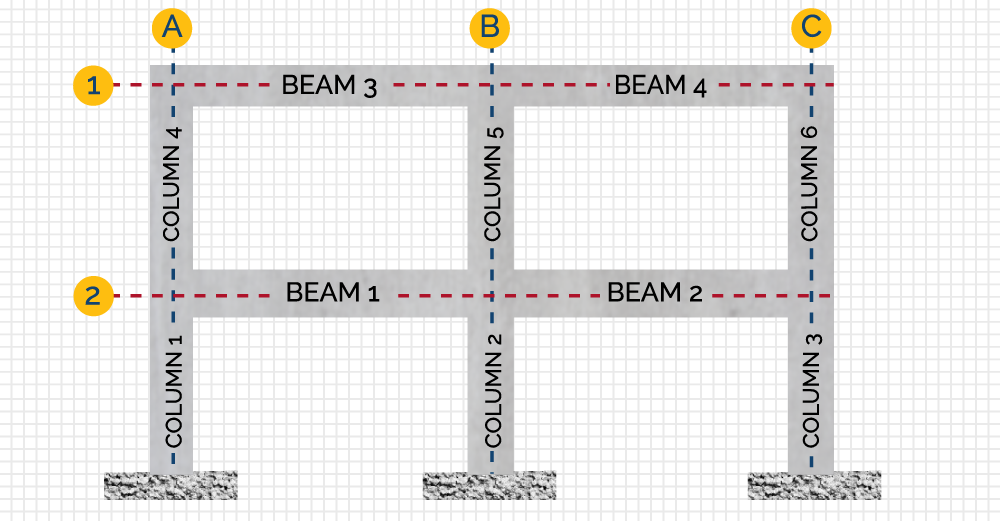 A
B
C
1
BEAM 3
BEAM 4
COLUMN 4
COLUMN 5
COLUMN 6
2
BEAM 1
BEAM 2
COLUMN 1
COLUMN 2
COLUMN 3